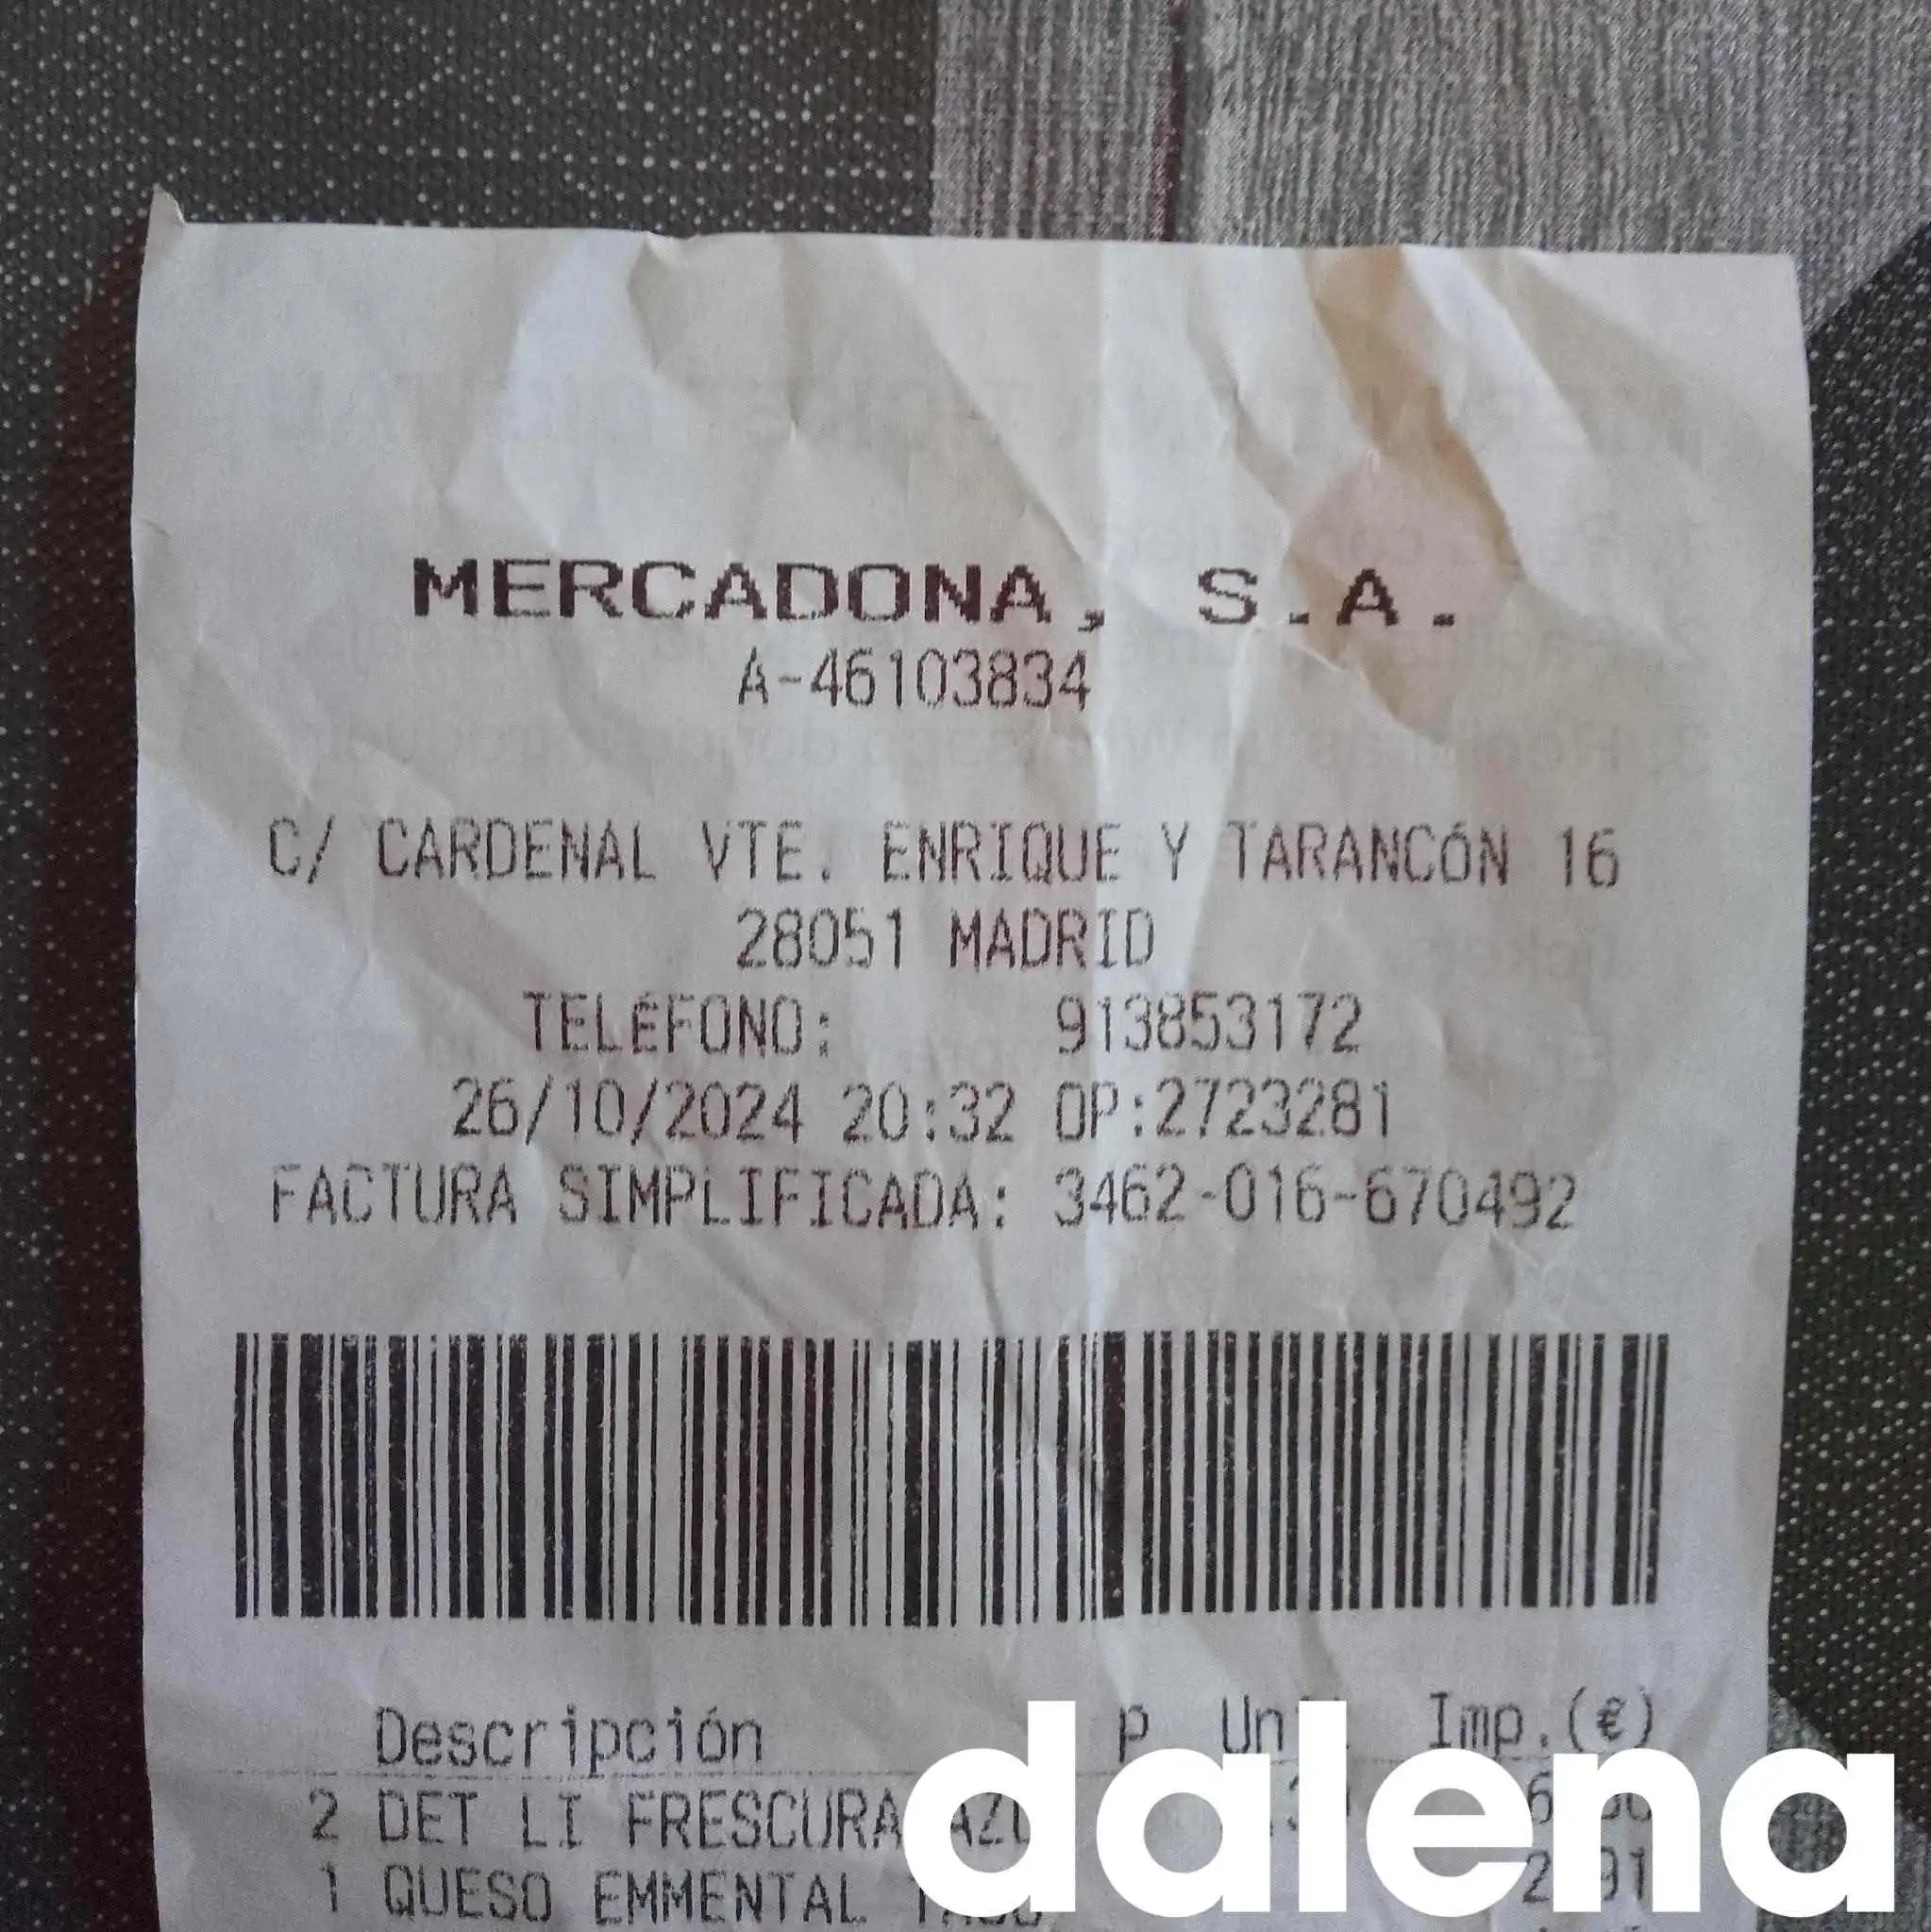 MERCADONA, S.A.
A-46103834
C/ CARDENAL VTE. ENRIQUE Y TARANCÓN 16
28051 MADRID
TELÉFONO: 913853172
26/10/2024 20:32 OP:2723281
FACTURA SIMPLIFICADA: 3462-016-670492
Descripción P Imp.(€)
2 DET LI FRESCURA
1 QUESO EMMENTAL
dalena